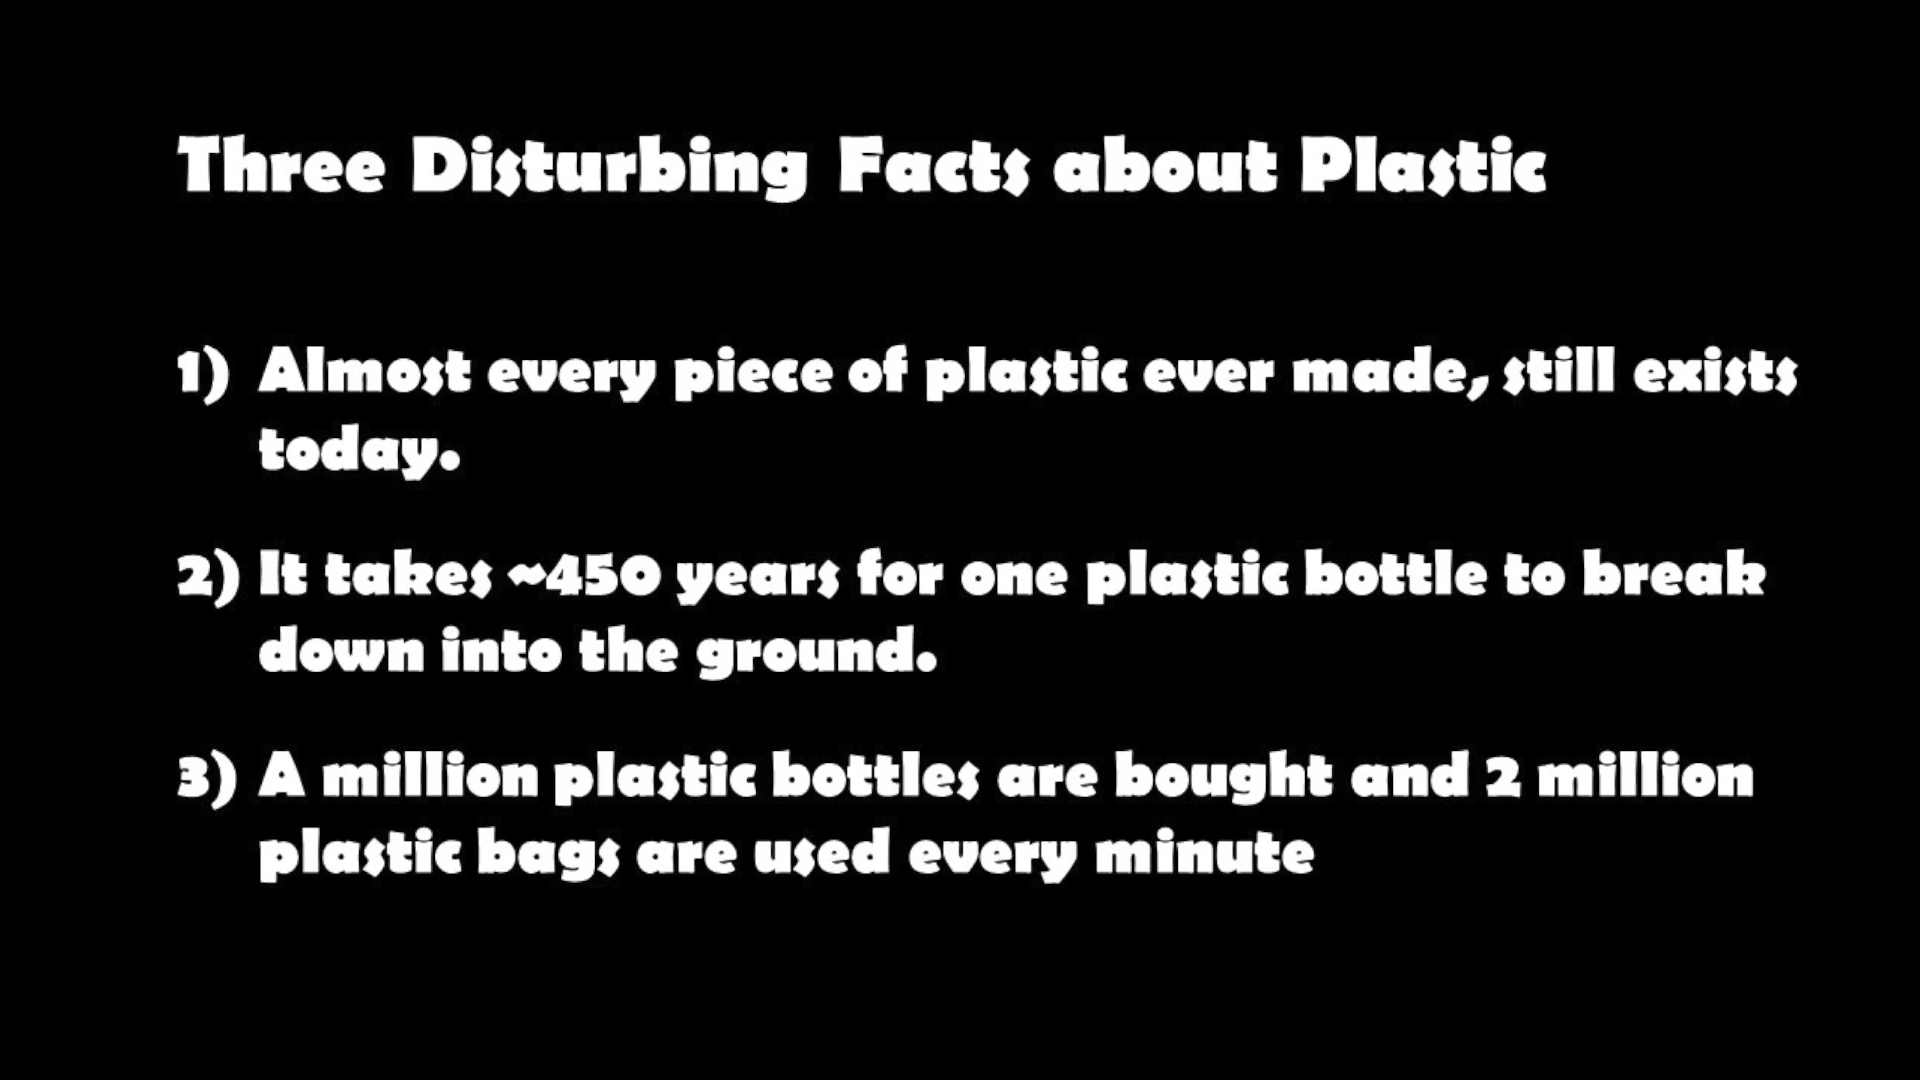 Three Disturbing Facts about Plastic
1) Almost every piece of plastic ever made, still exists
today.
2) It takes ~450 years for one plastic bottle to break
down into the ground.
3) A million plastic bottles are bought and 2 million
plastic bags are used every minute